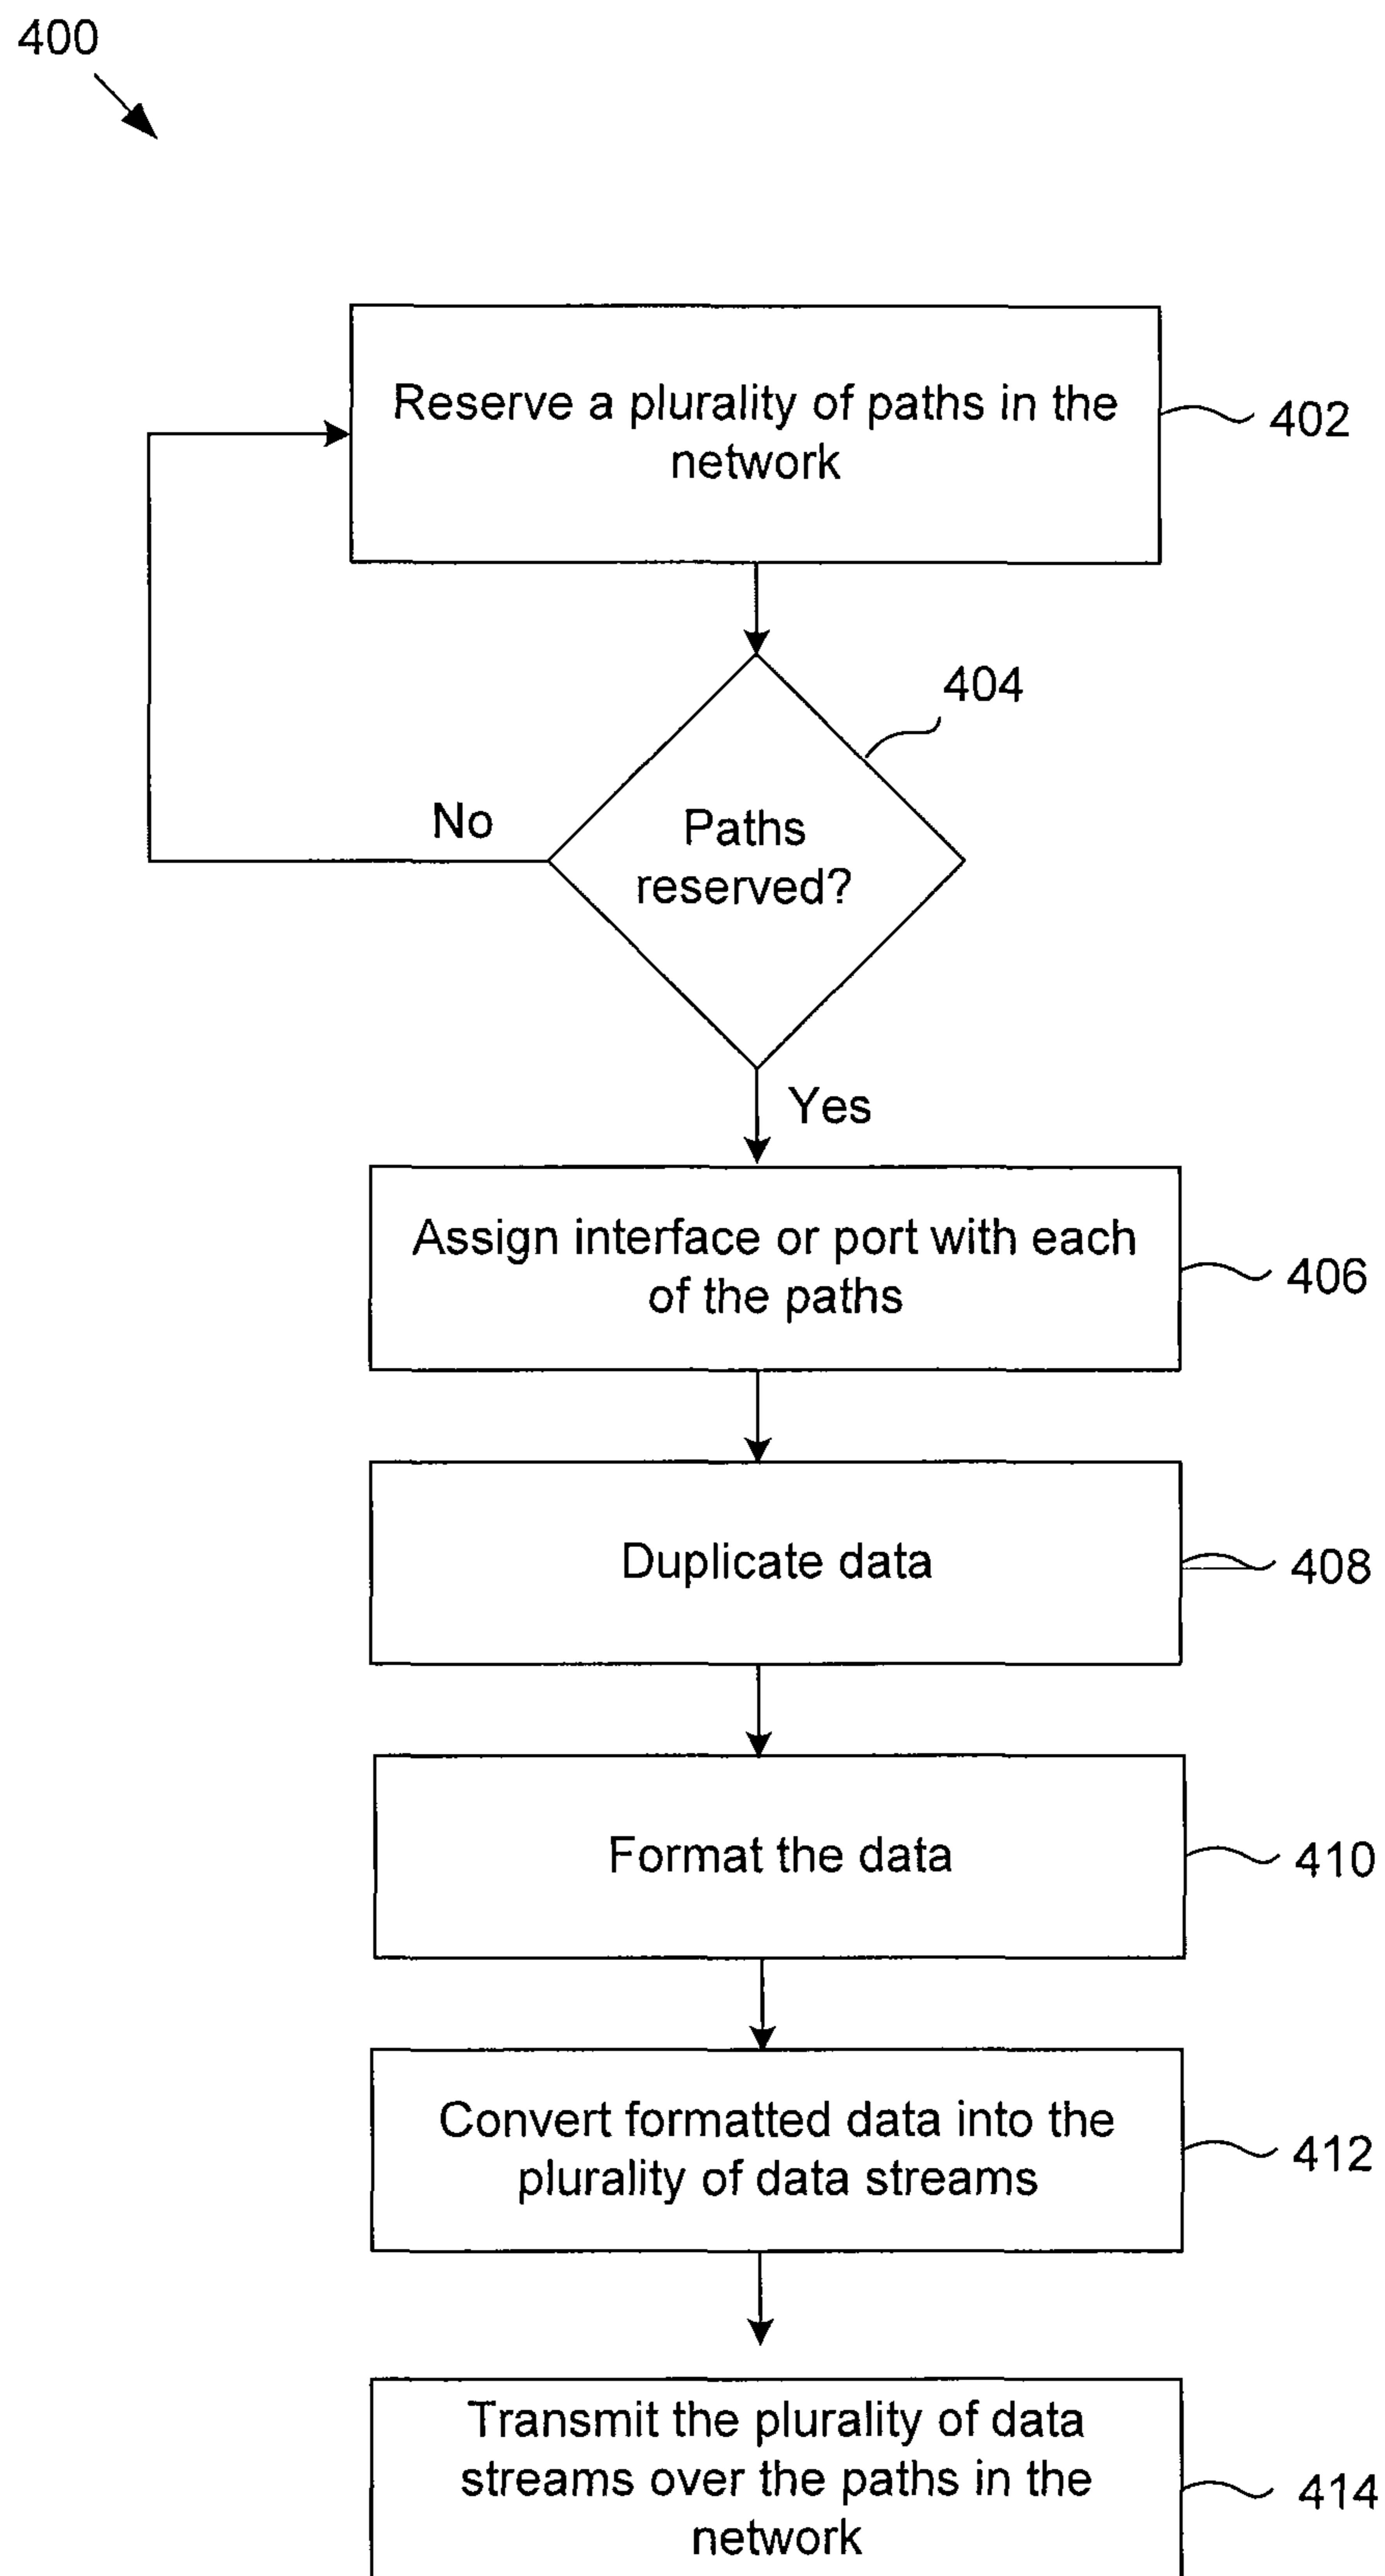 400
Reserve a plurality of paths in the
network
402
404
Paths
reserved?
No
Yes
Assign interface or port with each
of the paths
406
Duplicate data
408
Format the data
410
Convert formatted data into the
plurality of data streams
412
Transmit the plurality of data
streams over the paths in the
network
414